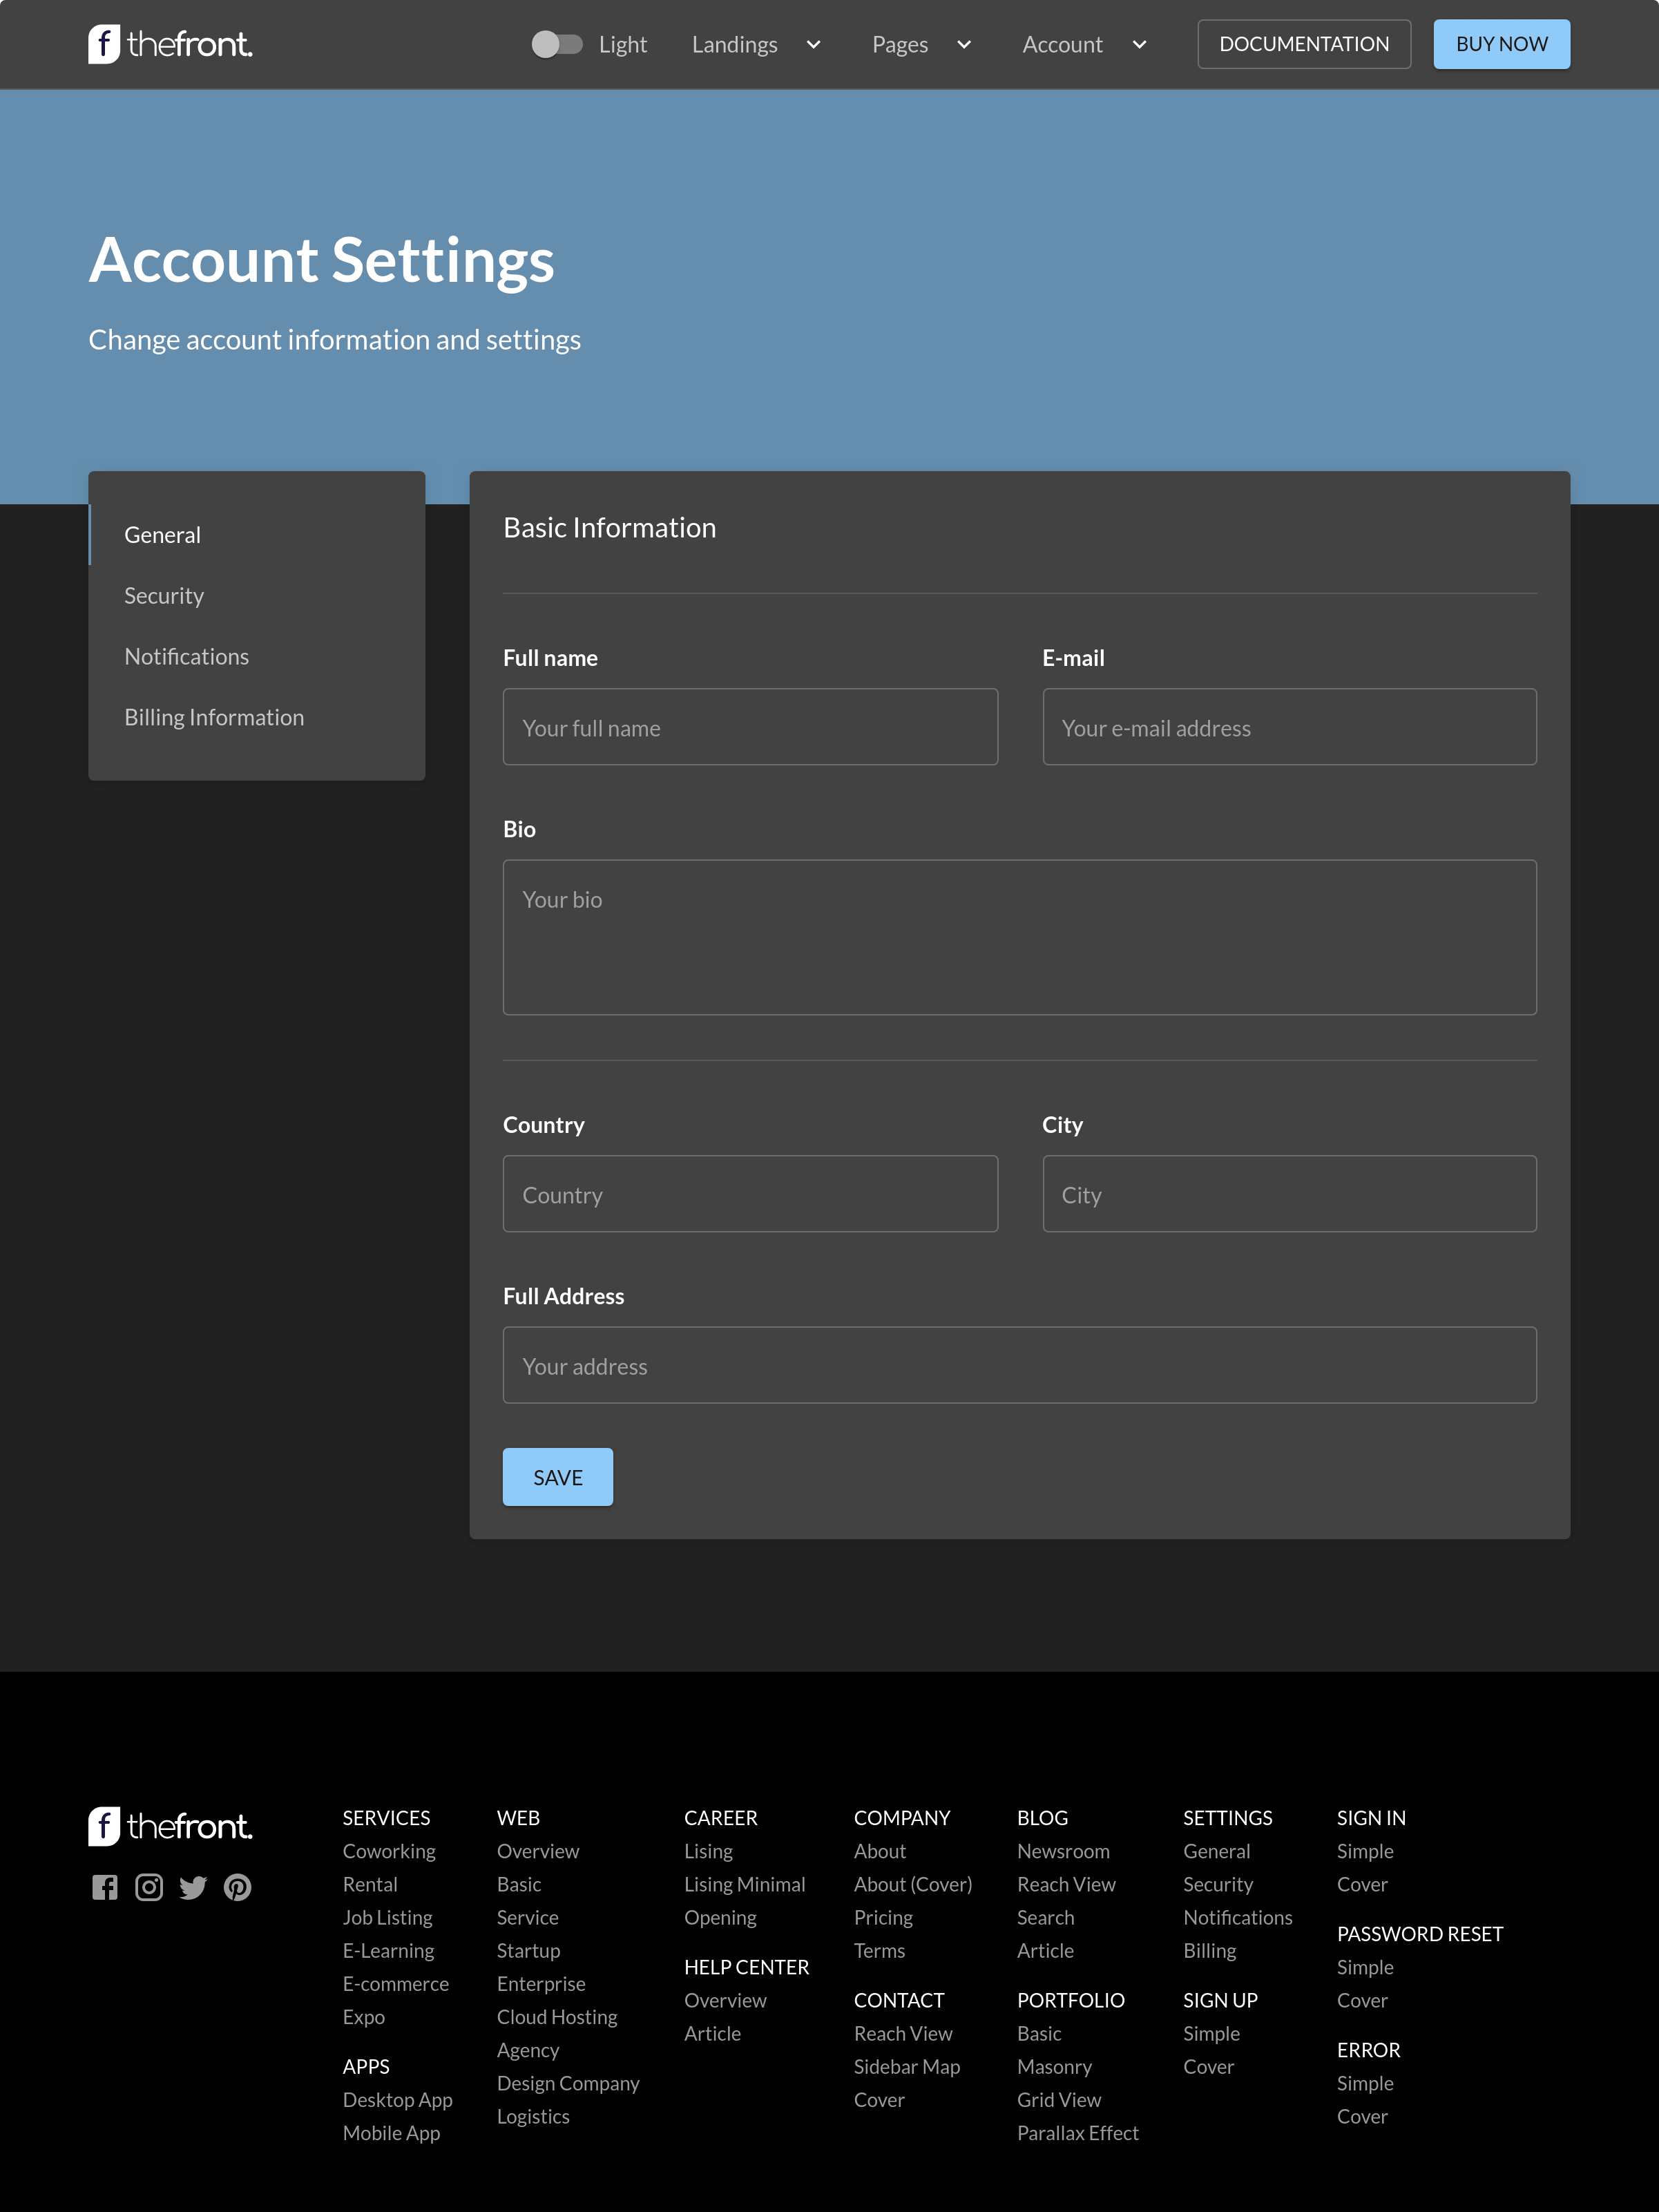 f thefront.
Light
Landings
Pages
Account
DOCUMENTATION
BUY NOW
Account Settings
Change account information and settings
General
Security
Notifications
Billing Information
Basic Information
Full name
Your full name
E-mail
Your e-mail address
Bio
Your bio
Country
Country
City
City
Full Address
Your address
SAVE
f thefront.
SERVICES
Coworking
Rental
Job Listing
E-Learning
E-commerce
Expo
APPS
Desktop App
Mobile App
WEB
Overview
Basic
Service
Startup
Enterprise
Cloud Hosting
Agency
Design Company
Logistics
CAREER
Lising
Lising Minimal
Opening
HELP CENTER
Overview
Article
COMPANY
About
About (Cover)
Pricing
Terms
CONTACT
Reach View
Sidebar Map
Cover
BLOG
Newsroom
Reach View
Search
Article
PORTFOLIO
Basic
Masonry
Grid View
Parallax Effect
SETTINGS
General
Security
Notifications
Billing
SIGN UP
Simple
Cover
SIGN IN
Simple
Cover
PASSWORD RESET
Simple
Cover
ERROR
Simple
Cover